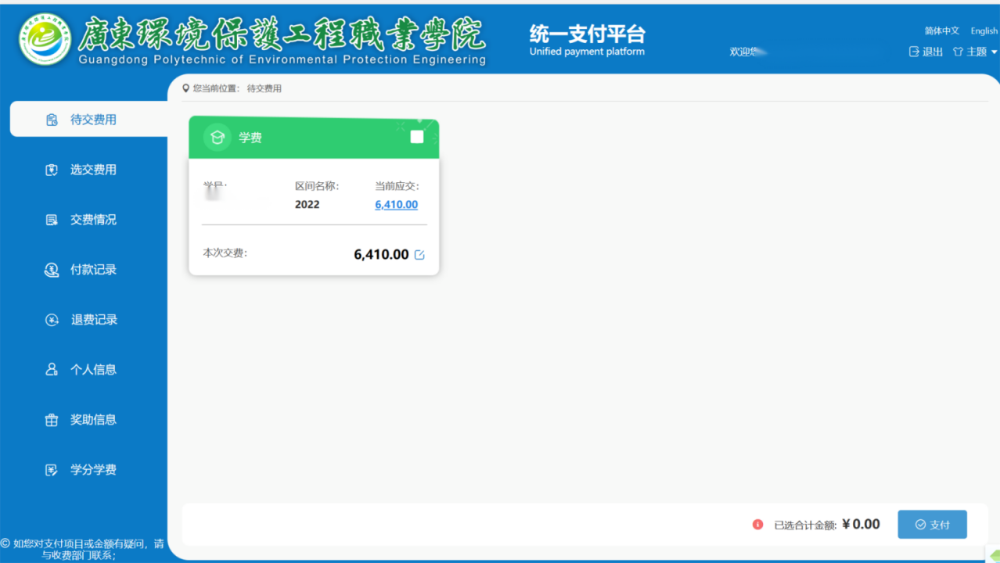 廣東環境保護工程職業學院
Guangdong Polytechnic of Environmental Protection Engineering
统一支付平台
Unified payment platform
简体中文 English
欢迎您
退出 主题
您当前位置： 待交费用
待交费用
选交费用
交费情况
付款记录
退费记录
个人信息
奖助信息
学分学费
© 如您对支付项目或金额有疑问，请
与收费部门联系；
学费
学号: 区间名称: 当前应交:
2022 6,410.00
本次交费: 6,410.00
已选合计金额: ¥0.00 支付